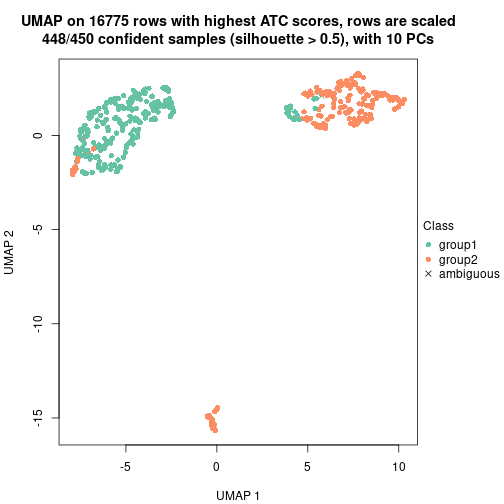 UMAP on 16775 rows with highest ATC scores, rows are scaled
448/450 confident samples (silhouette > 0.5), with 10 PCs
0
-5
-10
-15
UMAP 2
Class
group1
group2
ambiguous
-5
0
5
10
UMAP 1